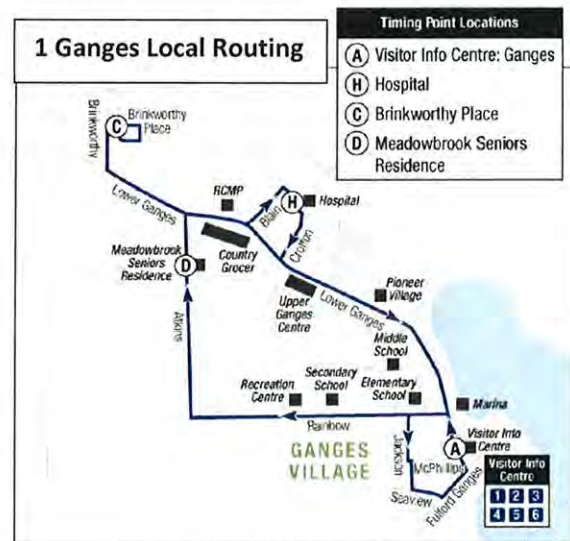 1 Ganges Local Routing
Timing Point Locations
A Visitor Info Centre: Ganges
H Hospital
C Brinkworthy Place
D Meadowbrook Seniors
Residence
Brinkworthy
C
Brinkworthy
Place
Lower Ganges
RCMP
Blain
H
Hospital
Crofton
Meadowbrook
Seniors
Residence
D
Country
Grocer
Upper
Ganges
Centre
Lower Ganges
Pioneer
Village
Atkins
Middle
School
Recreation
Centre
Secondary
School
Elementary
School
Marina
Rainbow
GANGES
VILLAGE
Jackson
A
Visitor Info
Centre
McPhillips
Seaview
Fulford Ganges
Visitor Info
Centre
1 2 3
4 5 6